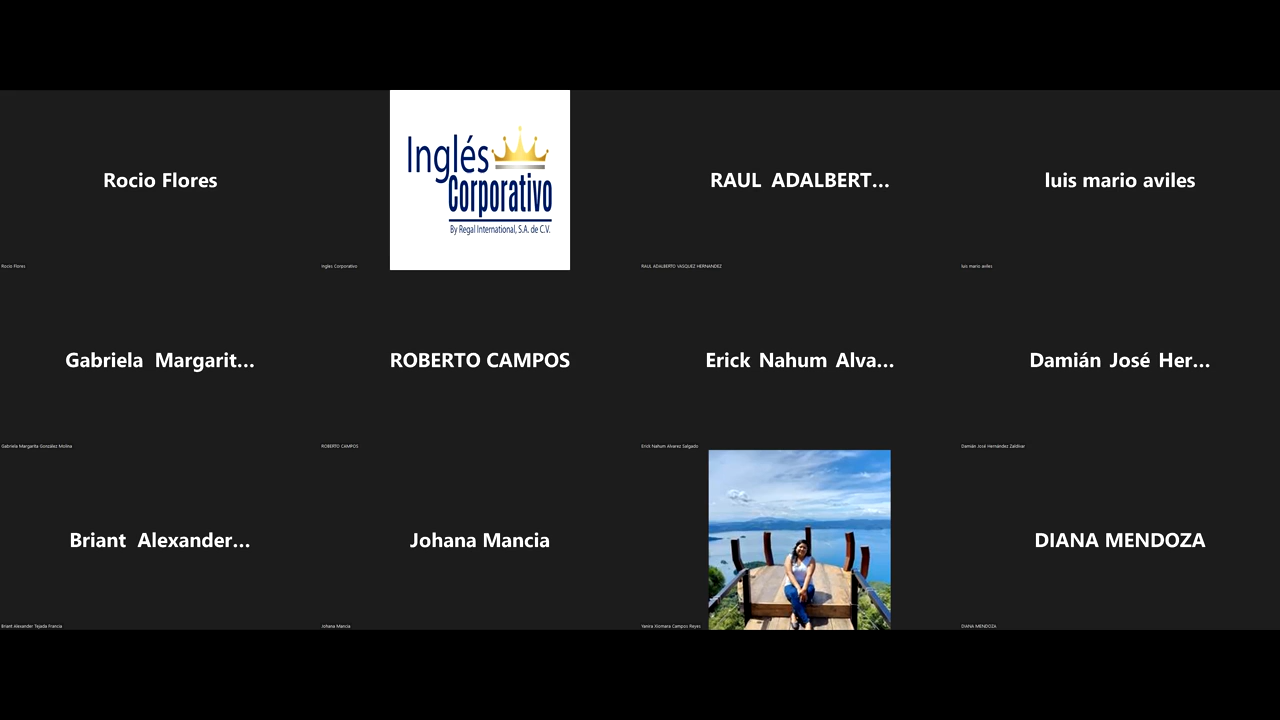 Rocio Flores
Inglés
Corporativo
By Regal International, S.A. de C.V.
RAUL ADALBERT...
luis mario aviles
Rocio Flores
Inglés Corporativo
RAUL ADALBERTO VASQUEZ HERNANDEZ
luis mario aviles
Gabriela Margarit...
ROBERTO CAMPOS
Erick Nahum Alva...
Damián José Her...
Gabriela Margarita González Molina
ROBERTO CAMPOS
Erick Nahum Alvarez Salgado
Damián José Hernández Zaldívar
Briant Alexander...
Johana Mancia
DIANA MENDOZA
Briant Alexander Tejada Francia
Johana Mancia
Yanira Xiomara Campos Reyes
DIANA MENDOZA